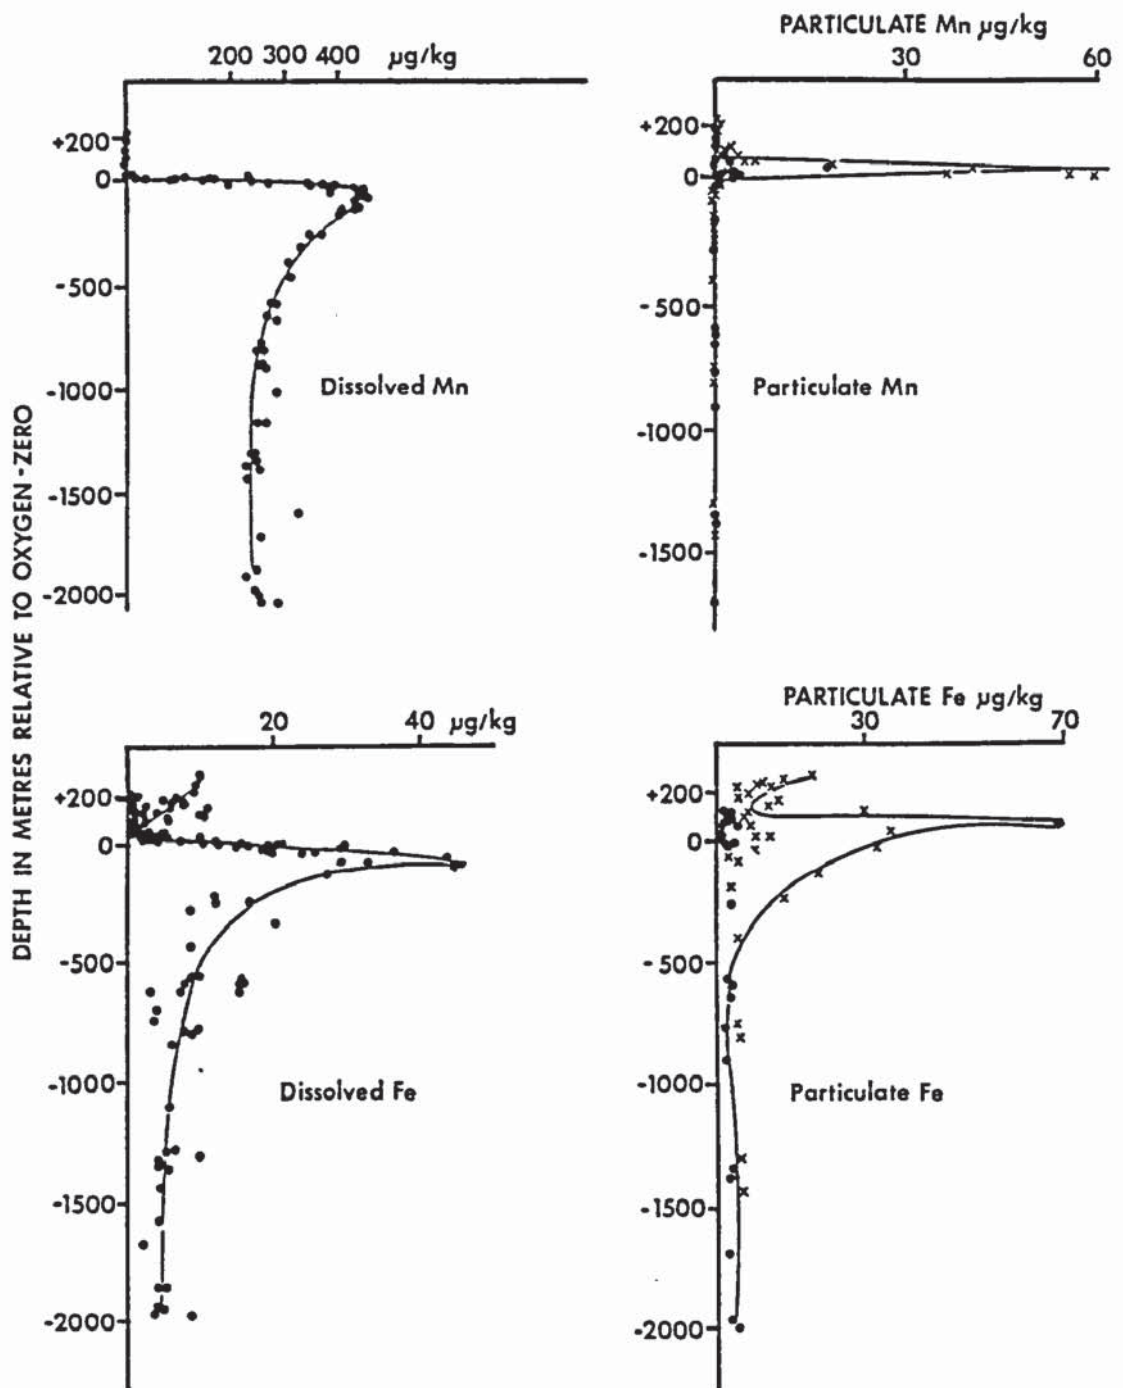 200 300 400 µg/kg
+200
0
-500
-1000
-1500
-2000
Dissolved Mn
PARTICULATE Mn µg/kg
30 60
+200
0
-500
-1000
-1500
Particulate Mn
DEPTH IN METRES RELATIVE TO OXYGEN-ZERO
20 40 µg/kg
+200
0
-500
-1000
-1500
-2000
Dissolved Fe
PARTICULATE Fe µg/kg
30 70
+200
0
-500
-1000
-1500
-2000
Particulate Fe